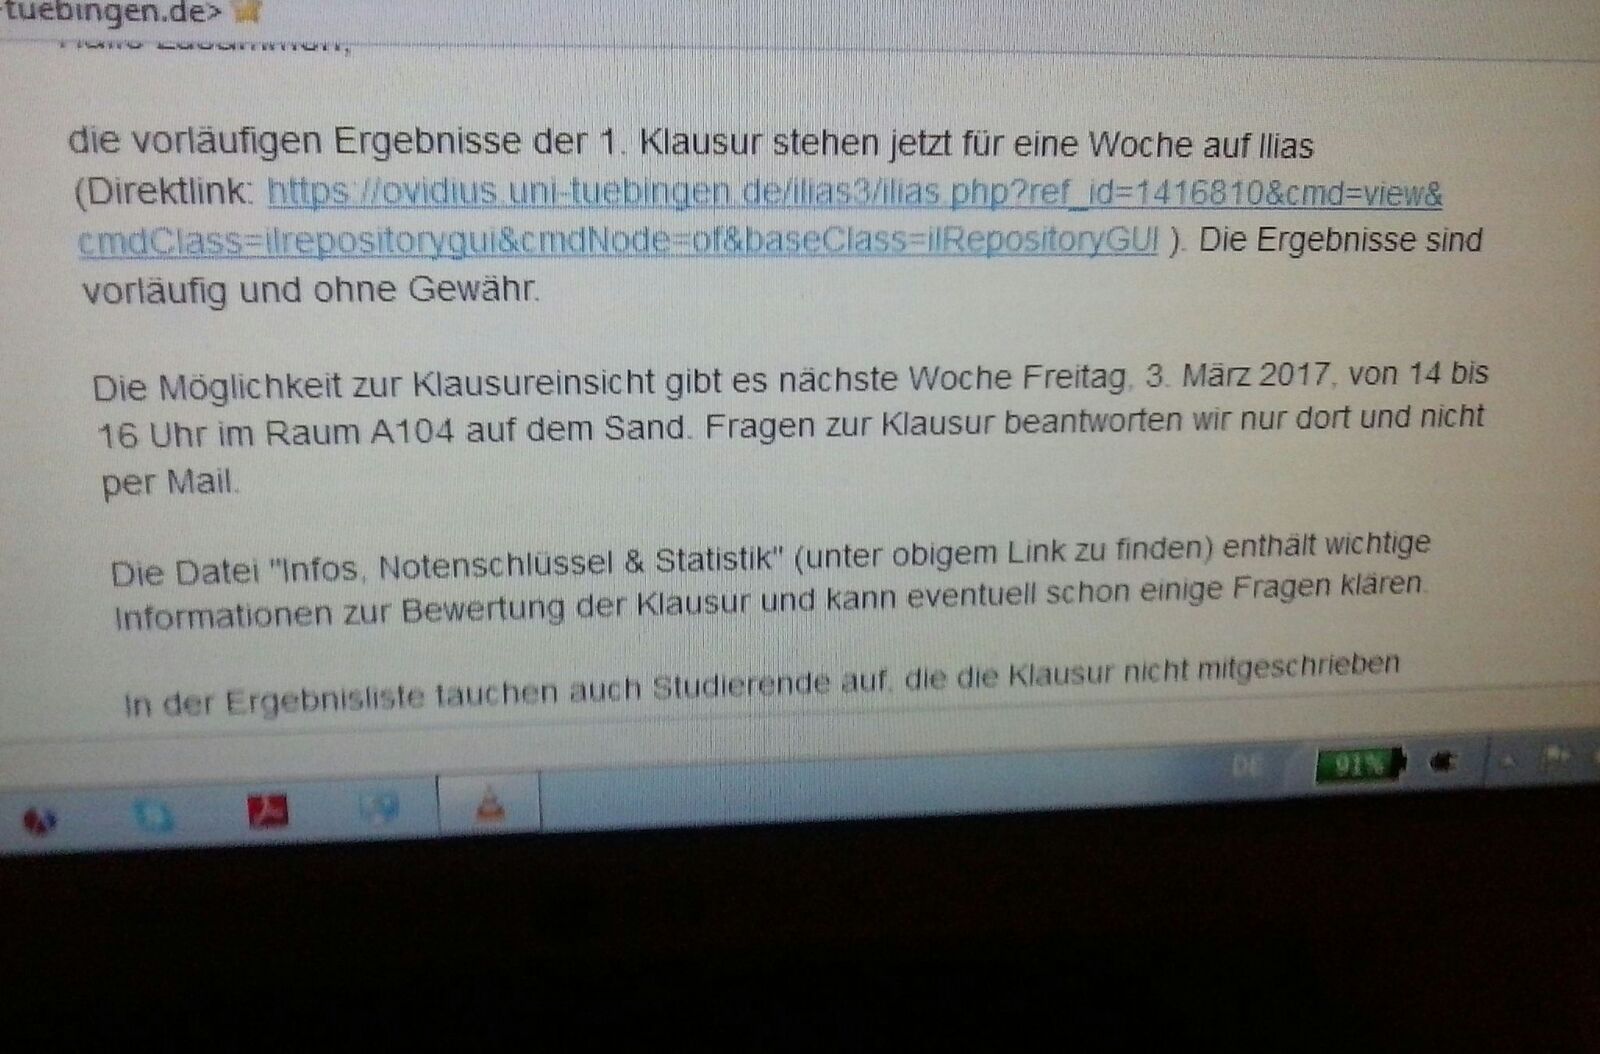 tuebingen.de>
Hallo zusammen,
die vorläufigen Ergebnisse der 1. Klausur stehen jetzt für eine Woche auf Ilias
(Direktlink: https://ovidius.uni-tuebingen.de/ilias3/ilias.php?ref_id=1416810&cmd=view&
cmdClass=ilrepositorygui&cmdNode=of&baseClass=ilRepositoryGUI ). Die Ergebnisse sind
vorläufig und ohne Gewähr.
Die Möglichkeit zur Klausureinsicht gibt es nächste Woche Freitag, 3. März 2017, von 14 bis
16 Uhr im Raum A104 auf dem Sand. Fragen zur Klausur beantworten wir nur dort und nicht
per Mail.
Die Datei "Infos, Notenschlüssel & Statistik" (unter obigem Link zu finden) enthält wichtige
Informationen zur Bewertung der Klausur und kann eventuell schon einige Fragen klären.
In der Ergebnisliste tauchen auch Studierende auf, die die Klausur nicht mitgeschrieben
DE 91%